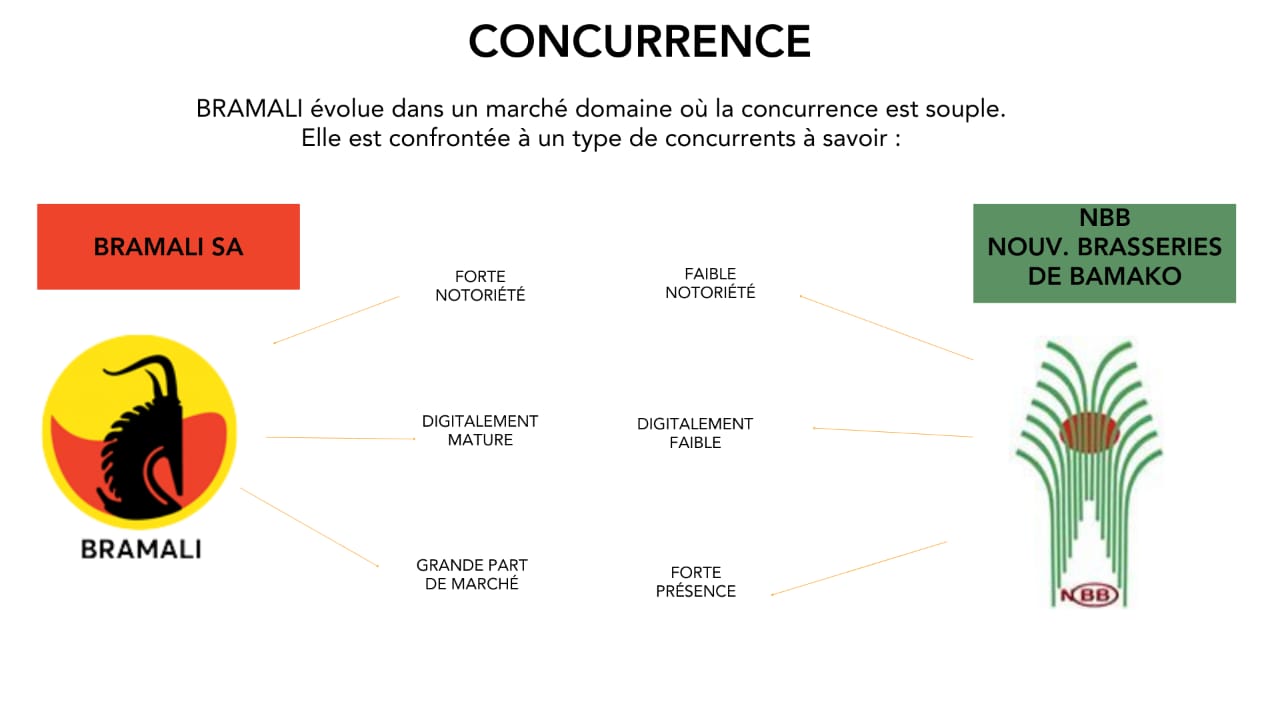 CONCURRENCE
BRAMALI évolue dans un marché domaine où la concurrence est souple.
Elle est confrontée à un type de concurrents à savoir :
BRAMALI SA
FORTE
NOTORIÉTÉ
DIGITALEMENT
MATURE
GRANDE PART
DE MARCHÉ
BRAMALI
FAIBLE
NOTORIÉTÉ
DIGITALEMENT
FAIBLE
FORTE
PRÉSENCE
NBB
NOUV. BRASSERIES
DE BAMAKO
NBB